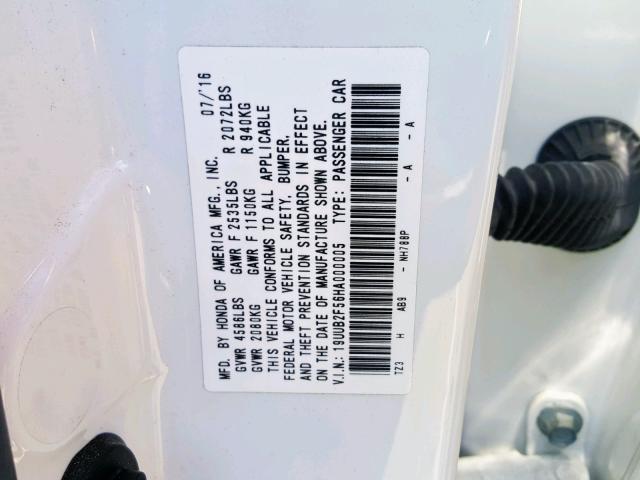 MFD. BY HONDA OF AMERICA MFG., INC. 07/'16
GVWR 4586LBS GAWR F 2535LBS R 2072LBS
GVWR 2080KG GAWR F 1150KG R 940KG
THIS VEHICLE CONFORMS TO ALL APPLICABLE
FEDERAL MOTOR VEHICLE SAFETY, BUMPER,
AND THEFT PREVENTION STANDARDS IN EFFECT
ON THE DATE OF MANUFACTURE SHOWN ABOVE.
V.I.N.: 19UUB2F56HA000005 TYPE: PASSENGER CAR
TZ3 H AB9 - NH788P - A - A